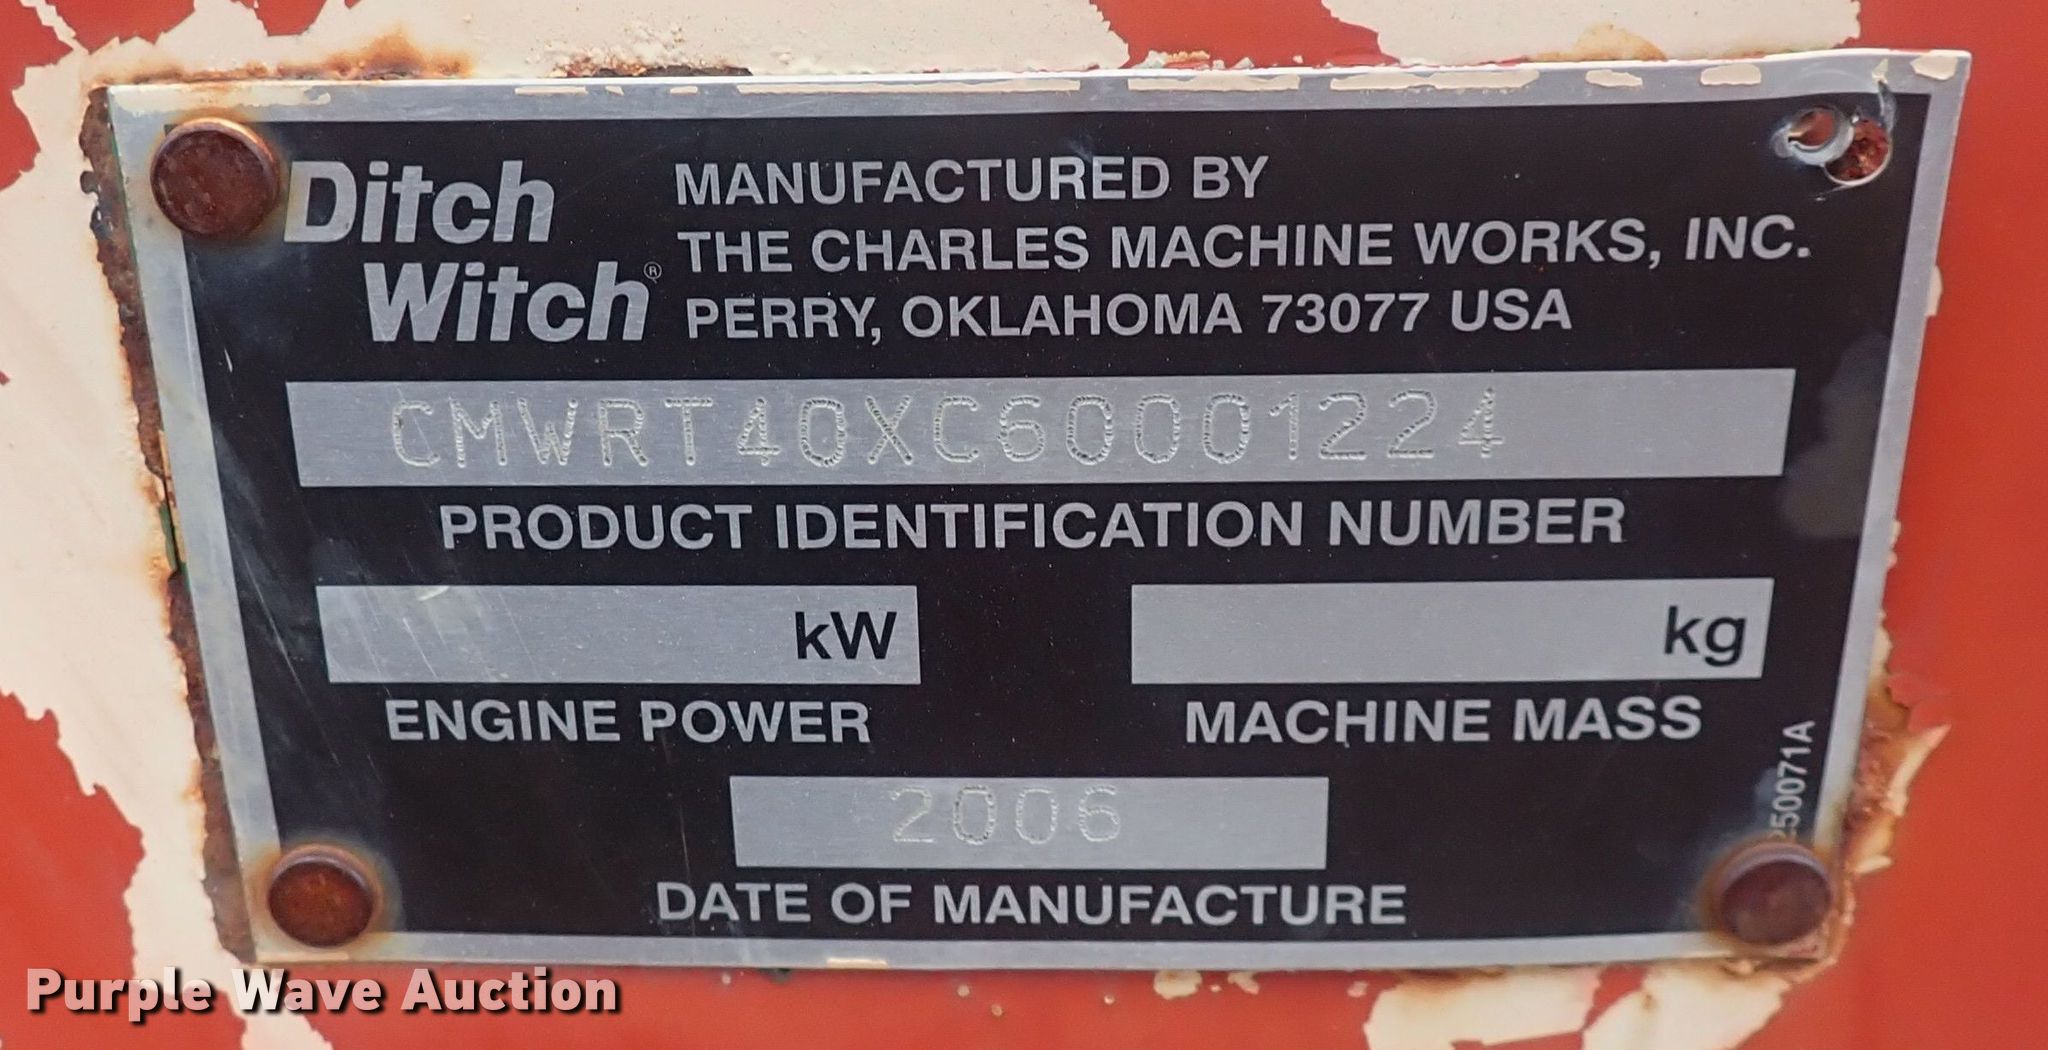 Ditch
Witch®
MANUFACTURED BY
THE CHARLES MACHINE WORKS, INC.
PERRY, OKLAHOMA 73077 USA
CMWRT40XC60001224
PRODUCT IDENTIFICATION NUMBER
kW
ENGINE POWER
kg
MACHINE MASS
2006
DATE OF MANUFACTURE
Purple Wave Auction